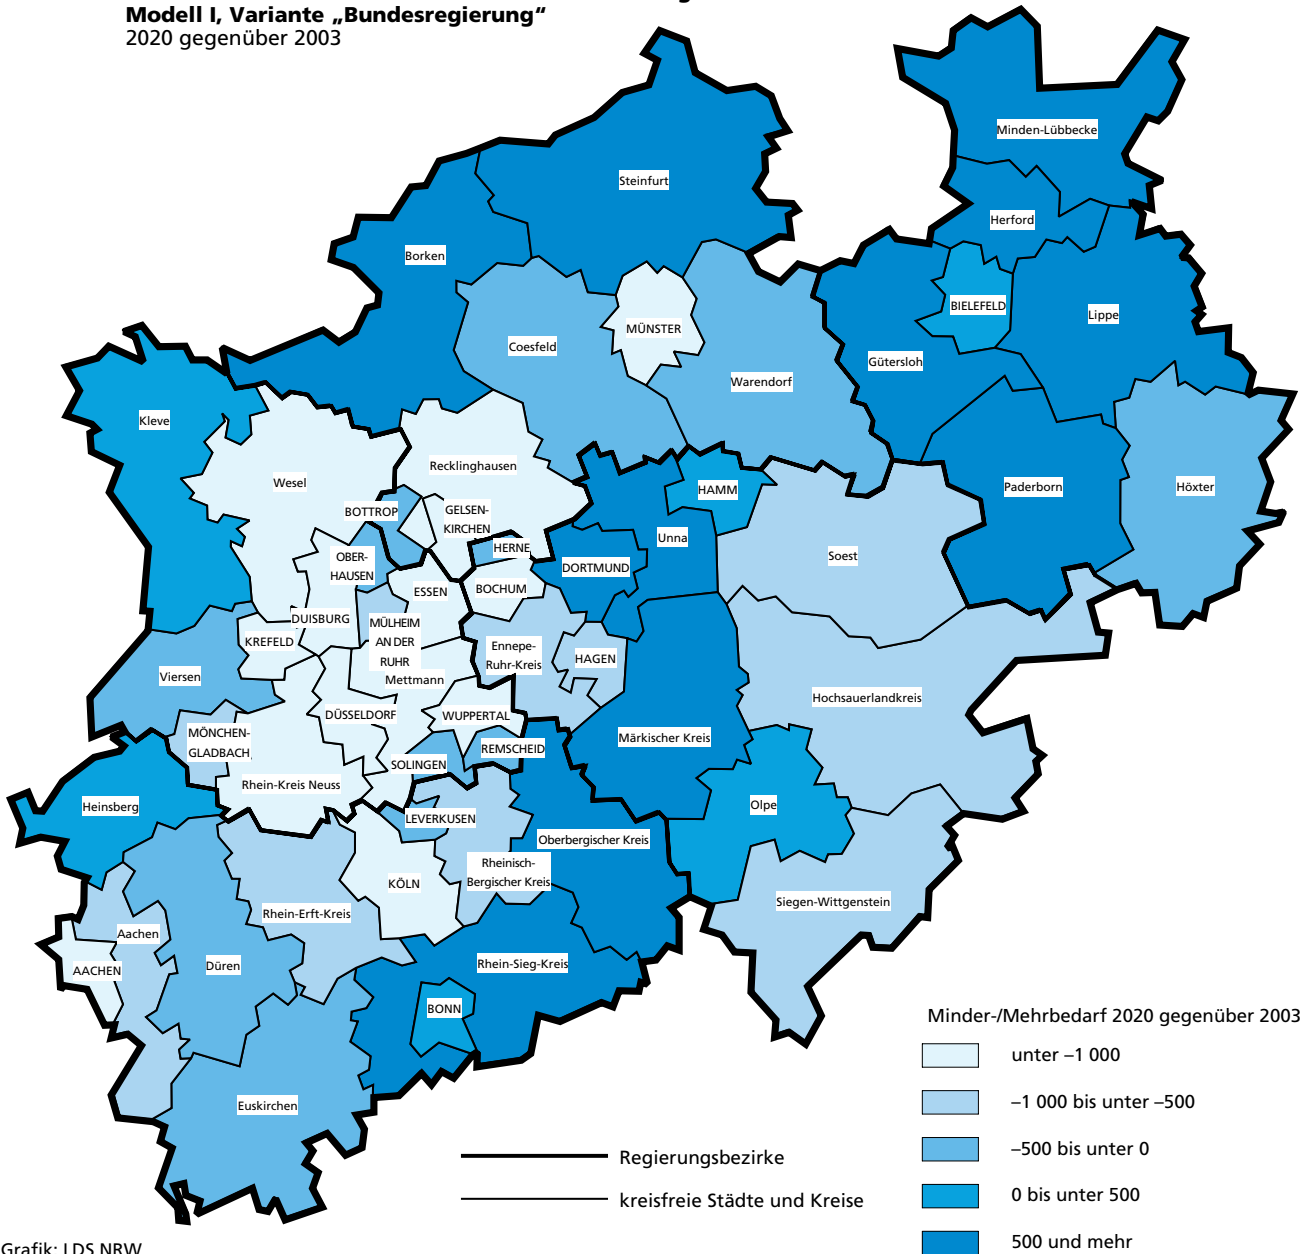 Modell I, Variante „Bundesregierung“
2020 gegenüber 2003
Minden-Lübbecke
Steinfurt
Herford
Borken
BIELEFELD
Lippe
MÜNSTER
Coesfeld
Gütersloh
Warendorf
Kleve
Recklinghausen
Wesel
HAMM
Paderborn
Höxter
BOTTROP
GELSEN-
KIRCHEN
Unna
HERNE
Soest
OBER-
HAUSEN
DORTMUND
ESSEN
BOCHUM
DUISBURG
MÜLHEIM
AN DER
RUHR
KREFELD
Ennepe-
Ruhr-Kreis
HAGEN
Viersen
Mettmann
Hochsauerlandkreis
DÜSSELDORF
WUPPERTAL
MÖNCHEN-
GLADBACH
Märkischer Kreis
REMSCHEID
SOLINGEN
Rhein-Kreis Neuss
Heinsberg
Olpe
LEVERKUSEN
Oberbergischer Kreis
Rheinisch-
Bergischer Kreis
KÖLN
Siegen-Wittgenstein
Rhein-Erft-Kreis
Aachen
AACHEN
Düren
Rhein-Sieg-Kreis
BONN
Euskirchen
Minder-/Mehrbedarf 2020 gegenüber 2003
unter –1 000
–1 000 bis unter –500
–500 bis unter 0
0 bis unter 500
500 und mehr
Regierungsbezirke
kreisfreie Städte und Kreise
Grafik: LDS NRW